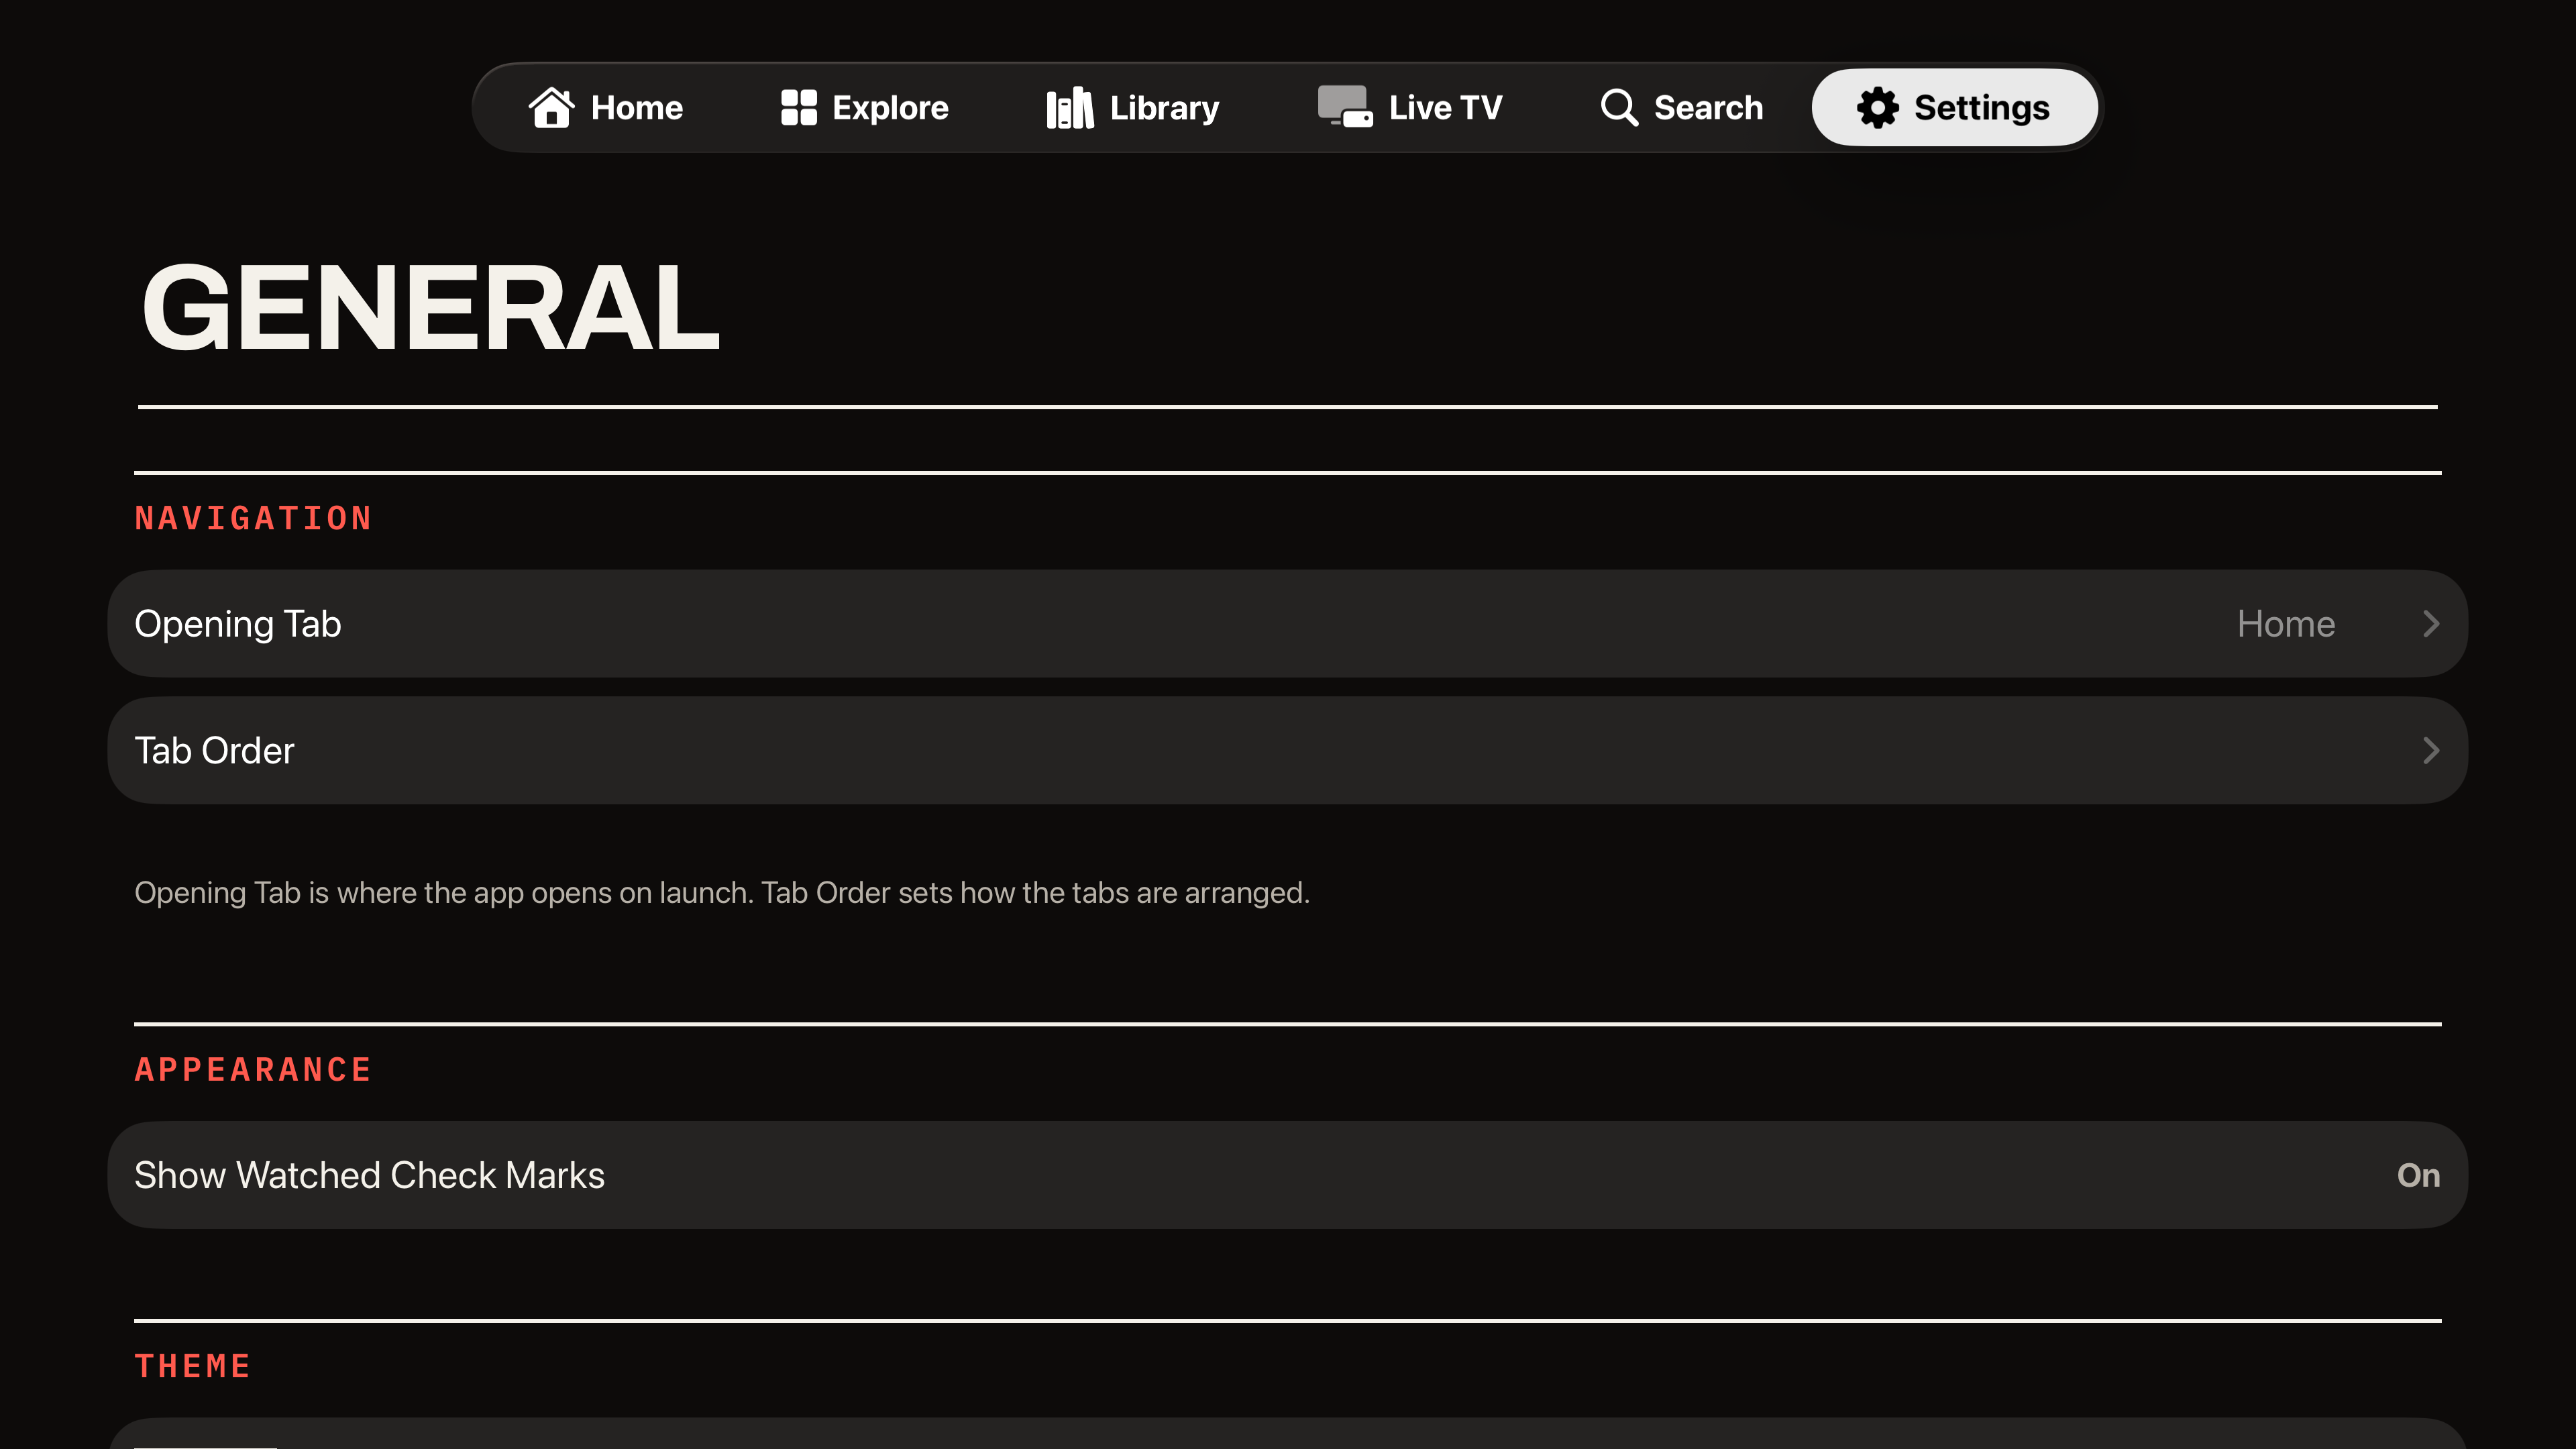 Home Explore Library Live TV Search Settings
GENERAL
NAVIGATION
Opening Tab Home
Tab Order
Opening Tab is where the app opens on launch. Tab Order sets how the tabs are arranged.
APPEARANCE
Show Watched Check Marks On
THEME